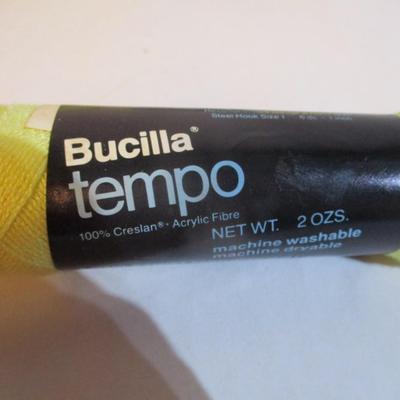 Steel Hook Size 1
Bucilla®
tempo
100% Creslan® · Acrylic Fibre
NET WT. 2 OZS.
machine washable
machine dryable